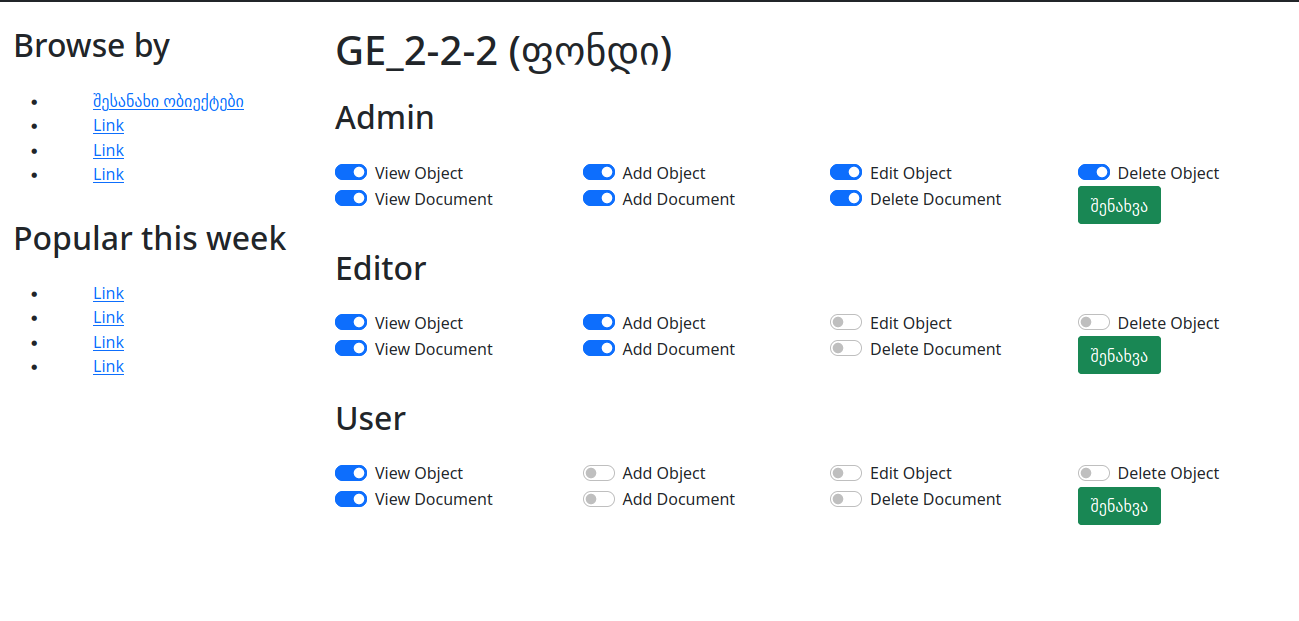 Browse by
შესანახი ობიექტები
Link
Link
Link
Popular this week
Link
Link
Link
Link
GE_2-2-2 (ფონდი)
Admin
View Object Add Object Edit Object Delete Object
View Document Add Document Delete Document შენახვა
Editor
View Object Add Object Edit Object Delete Object
View Document Add Document Delete Document შენახვა
User
View Object Add Object Edit Object Delete Object
View Document Add Document Delete Document შენახვა